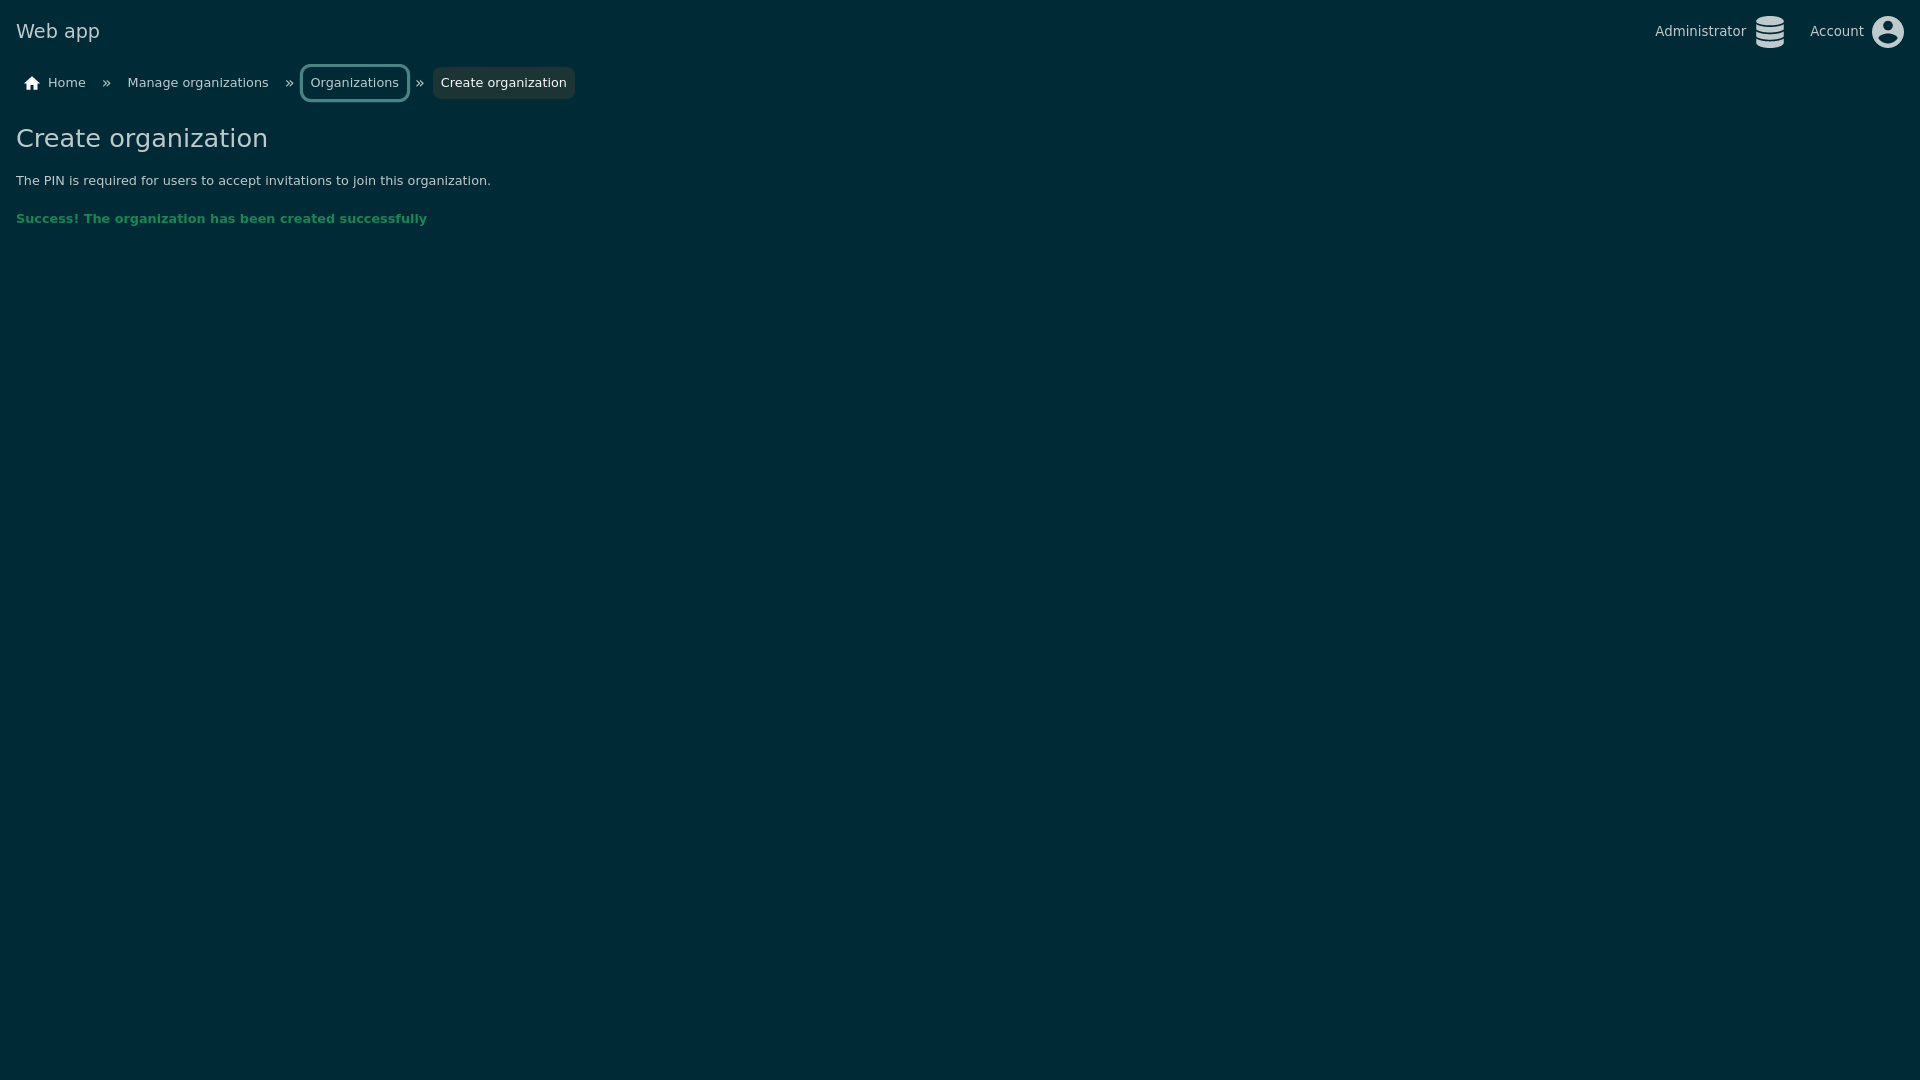 Web app
Administrator
Account
Home » Manage organizations » Organizations » Create organization
Create organization
The PIN is required for users to accept invitations to join this organization.
Success! The organization has been created successfully